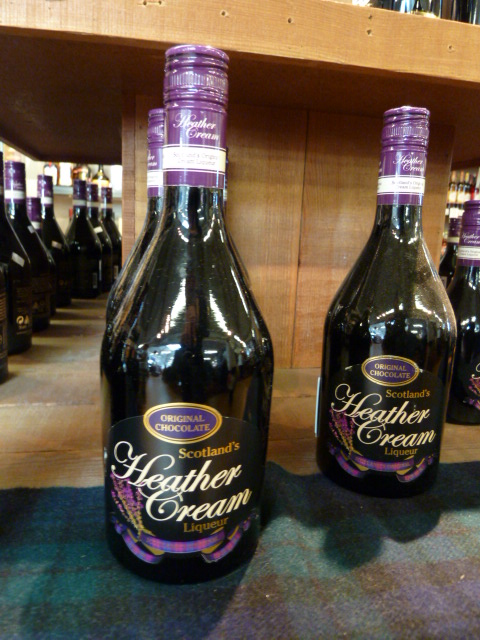 Heather
Cream
ORIGINAL
CHOCOLATE
Scotland's
Heather
Cream
Liqueur
Heather
Cream
ORIGINAL
CHOCOLATE
Scotland's
Heather
Cream
Liqueur